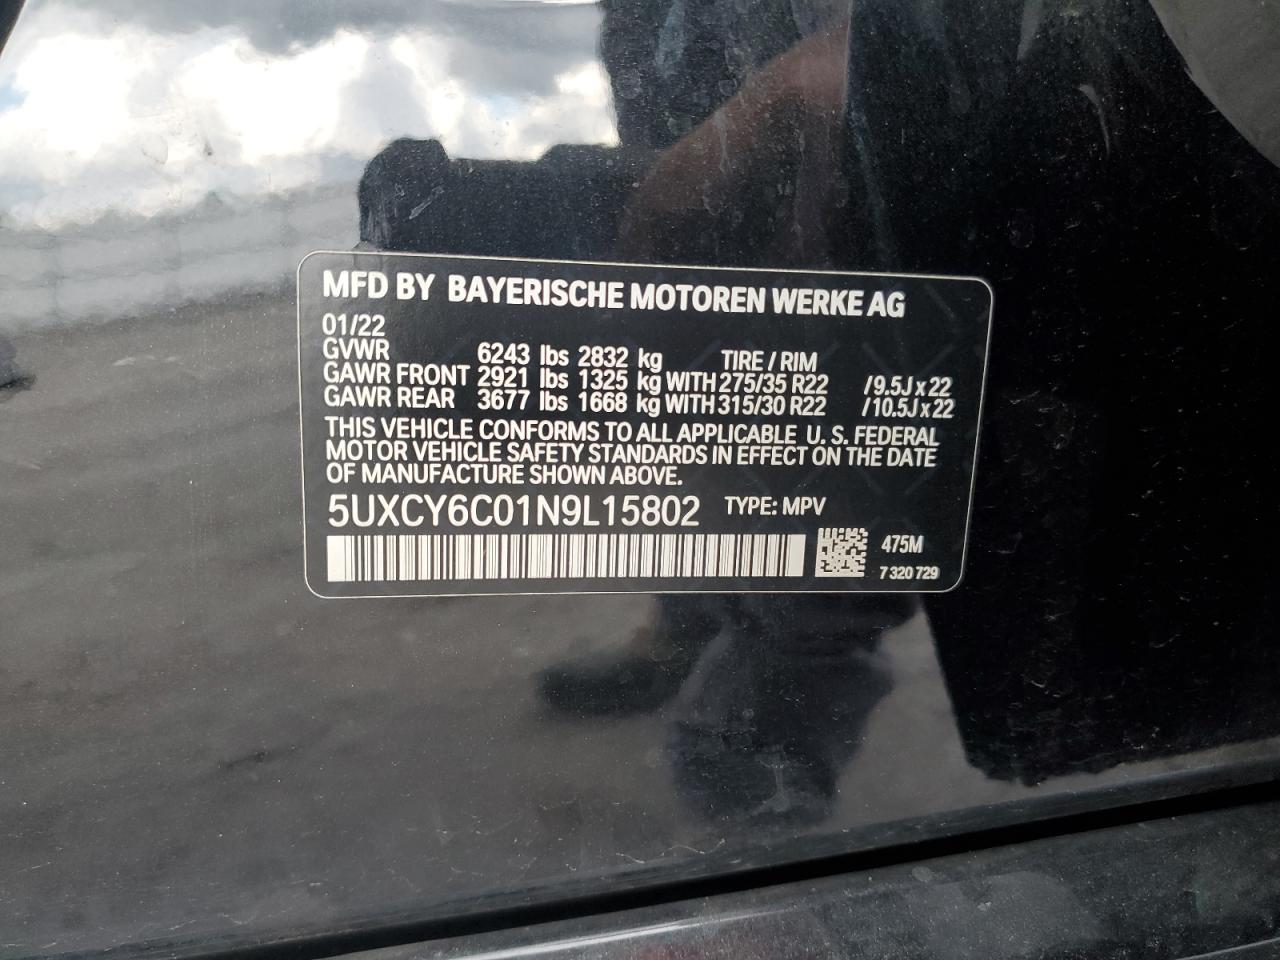 MFD BY BAYERISCHE MOTOREN WERKE AG
01/22
GVWR 6243 lbs 2832 kg TIRE / RIM
GAWR FRONT 2921 lbs 1325 kg WITH 275/35 R22 /9.5J x 22
GAWR REAR 3677 lbs 1668 kg WITH 315/30 R22 /10.5J x 22
THIS VEHICLE CONFORMS TO ALL APPLICABLE U. S. FEDERAL
MOTOR VEHICLE SAFETY STANDARDS IN EFFECT ON THE DATE
OF MANUFACTURE SHOWN ABOVE.
5UXCY6C01N9L15802 TYPE: MPV
475M
7 320 729